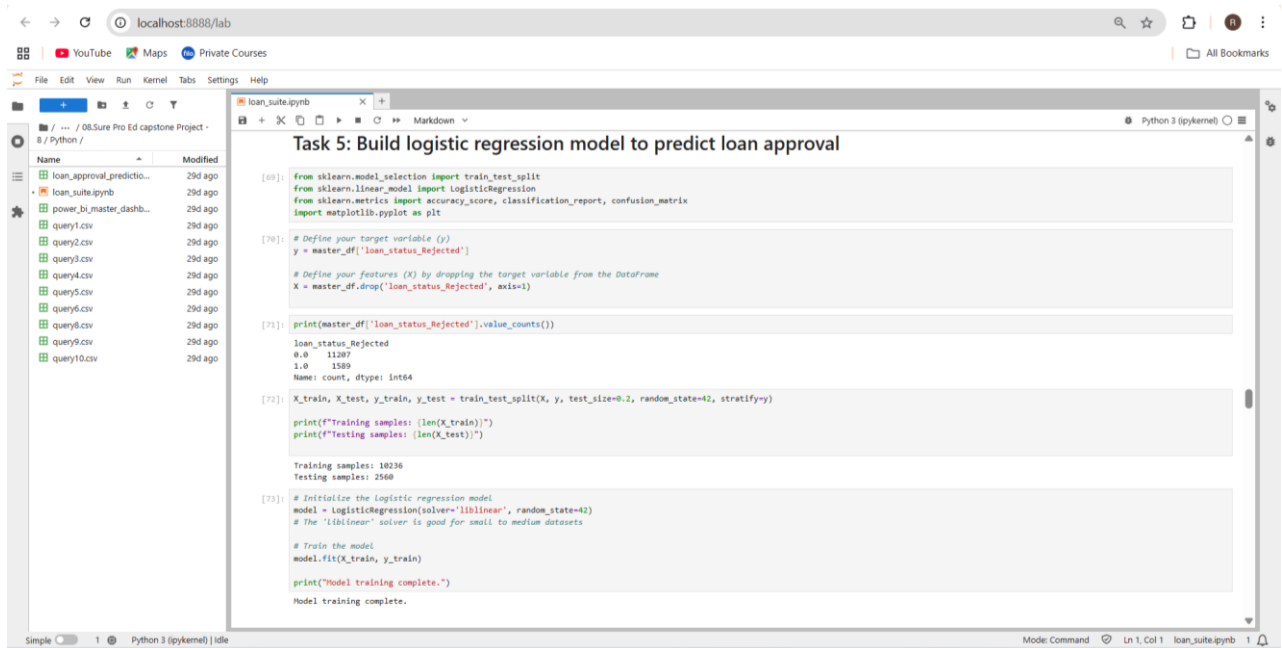 localhost:8888/lab
R
YouTube
Maps
Private Courses
All Bookmarks
File Edit View Run Kernel Tabs Settings Help
loan_suite.ipynb
Markdown
Python 3 (ipykernel)
/ ··· / 08.Sure Pro Ed capstone Project -
8 / Python /
Name Modified
loan_approval_predictio... 29d ago
loan_suite.ipynb 29d ago
power_bi_master_dashb... 29d ago
query1.csv 29d ago
query2.csv 29d ago
query3.csv 29d ago
query4.csv 29d ago
query5.csv 29d ago
query6.csv 29d ago
query8.csv 29d ago
query9.csv 29d ago
query10.csv 29d ago
Task 5: Build logistic regression model to predict loan approval
[69]: from sklearn.model_selection import train_test_split
from sklearn.linear_model import LogisticRegression
from sklearn.metrics import accuracy_score, classification_report, confusion_matrix
import matplotlib.pyplot as plt
[70]: # Define your target variable (y)
y = master_df['loan_status_Rejected']
# Define your features (X) by dropping the target variable from the DataFrame
X = master_df.drop('loan_status_Rejected', axis=1)
[71]: print(master_df['loan_status_Rejected'].value_counts())
loan_status_Rejected
0.0 11207
1.0 1589
Name: count, dtype: int64
[72]: X_train, X_test, y_train, y_test = train_test_split(X, y, test_size=0.2, random_state=42, stratify=y)
print(f"Training samples: {len(X_train)}")
print(f"Testing samples: {len(X_test)}")
Training samples: 10236
Testing samples: 2560
[73]: # Initialize the logistic regression model
model = LogisticRegression(solver='liblinear', random_state=42)
# The 'liblinear' solver is good for small to medium datasets
# Train the model
model.fit(X_train, y_train)
print("Model training complete.")
Model training complete.
Simple 1 Python 3 (ipykernel) | Idle Mode: Command Ln 1, Col 1 loan_suite.ipynb 1